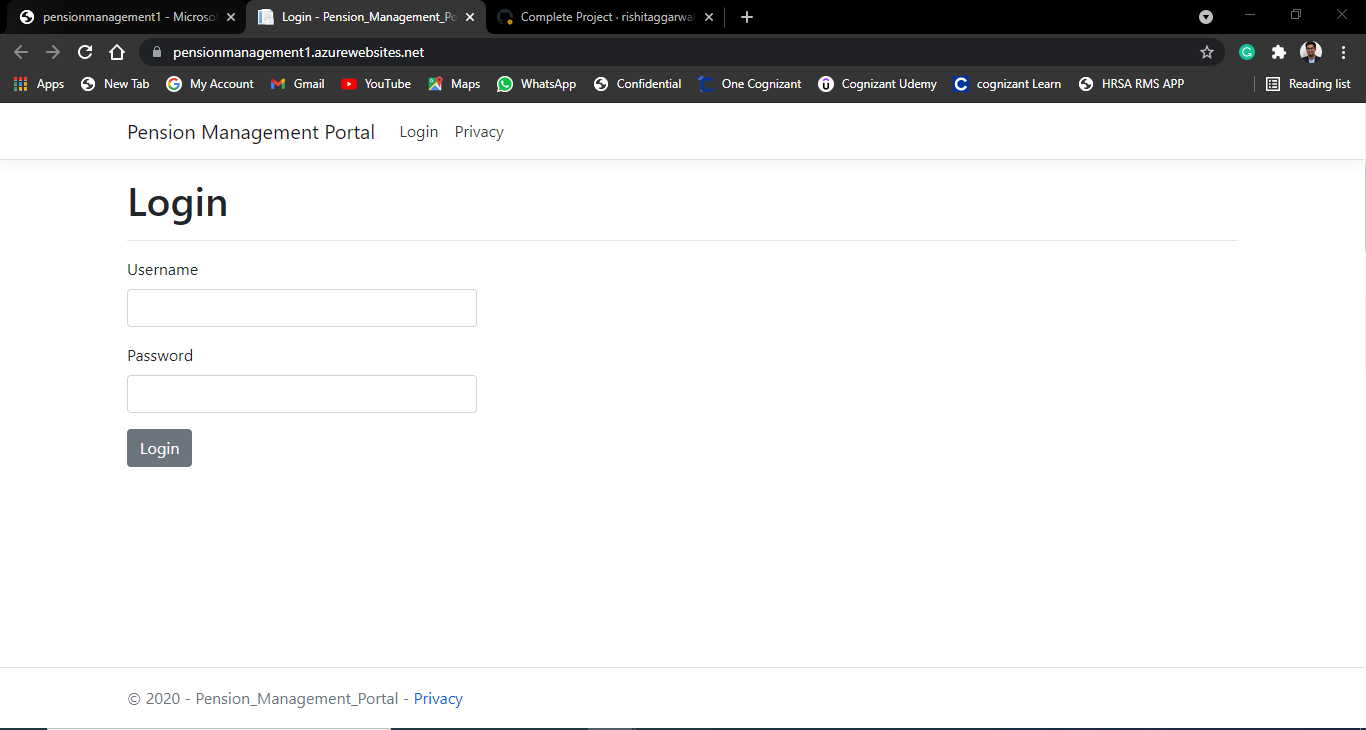 pensionmanagement1 - Microso
Login - Pension_Management_Po
Complete Project · rishitaggarwal
pensionmanagement1.azurewebsites.net
Apps New Tab My Account Gmail YouTube Maps WhatsApp Confidential One Cognizant Cognizant Udemy cognizant Learn HRSA RMS APP Reading list
Pension Management Portal Login Privacy
Login
Username
Password
Login
© 2020 - Pension_Management_Portal - Privacy